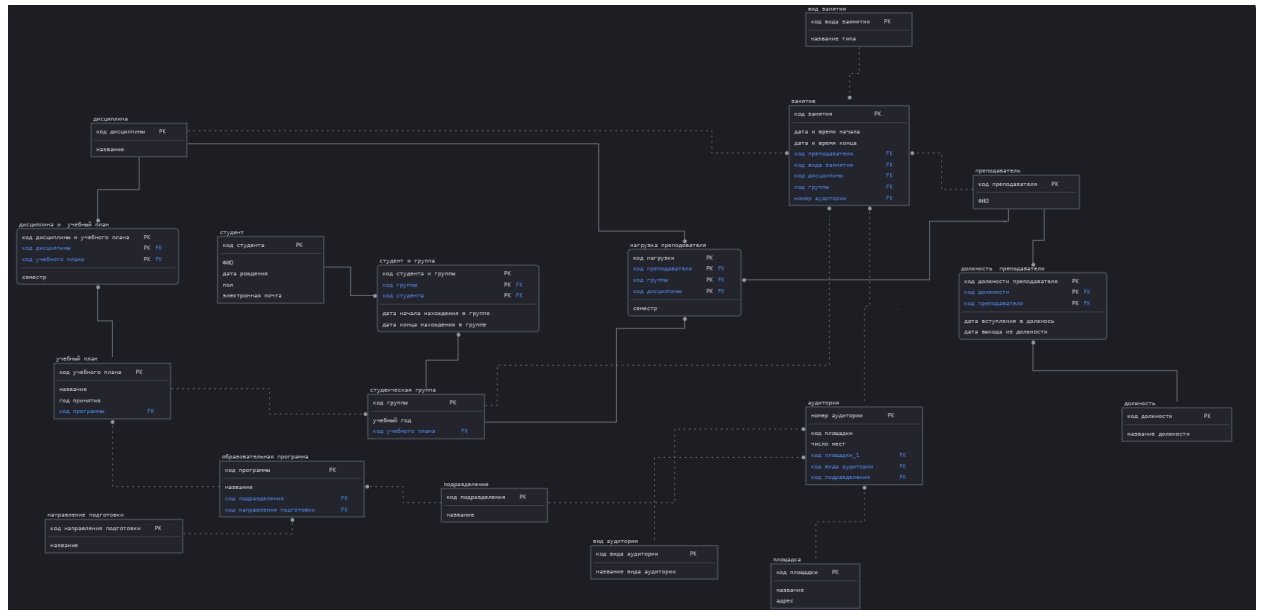 вид занятия
код вида занятия PK
название типа
занятие
код занятия PK
дата и время начала
дата и время конца
код преподавателя FK
код вида занятия FK
код дисциплины FK
код группы FK
номер аудитории FK
дисциплина
код дисциплины PK
название
преподаватель
код преподавателя PK
ФИО
дисциплина и учебный план
код дисциплины и учебного плана PK
код дисциплины PK FK
код учебного плана PK FK
семестр
студент
код студента PK
ФИО
дата рождения
пол
электронная почта
студент и группа
код студента и группы PK
код группы PK FK
код студента PK FK
дата начала нахождения в группе
дата конца нахождения в группе
нагрузка преподователя
код нагрузки PK
код преподавателя PK FK
код группы PK FK
код дисциплины PK FK
семестр
должность преподавателя
код должности преподавателя PK
код должности PK FK
код преподавателя PK FK
дата вступления в должнось
дата выхода из должности
учебный план
код учебного плана PK
название
год принятия
код программы FK
студенческая группа
код группы PK
учебный год
код учебного плана FK
аудитория
номер аудитории PK
код площадки
число мест
код площадки_1 FK
код вида аудитории FK
код подразделения FK
должность
код должности PK
название должности
образовательная программа
код программы PK
название
код подразделения FK
код направления подготовки FK
подразделение
код подразделения PK
название
направление подготовки
код направления подготовки PK
название
вид аудитории
код вида аудитории PK
название вида аудитории
площадка
код площадки PK
название
адрес